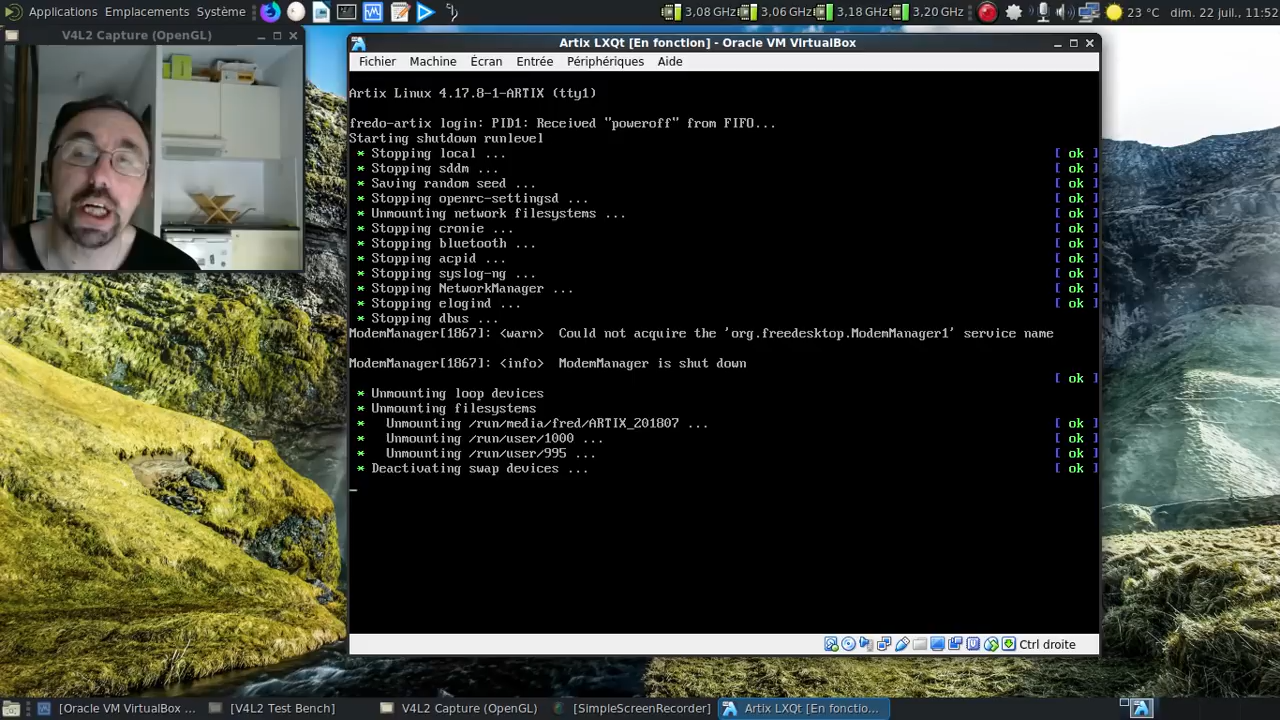 Applications Emplacements Système
3,08 GHz 3,06 GHz 3,18 GHz 3,20 GHz 23 °C dim. 22 juil., 11:52
V4L2 Capture (OpenGL)
Artix LXQt [En fonction] - Oracle VM VirtualBox
Fichier Machine Écran Entrée Périphériques Aide
Artix Linux 4.17.8-1-ARTIX (tty1)
fredo-artix login: PID1: Received "poweroff" from FIFO...
Starting shutdown runlevel
* Stopping local ... [ ok ]
* Stopping sddm ... [ ok ]
* Saving random seed ... [ ok ]
* Stopping openrc-settingsd ... [ ok ]
* Unmounting network filesystems ... [ ok ]
* Stopping cronie ... [ ok ]
* Stopping bluetooth ... [ ok ]
* Stopping acpid ... [ ok ]
* Stopping syslog-ng ... [ ok ]
* Stopping NetworkManager ... [ ok ]
* Stopping elogind ... [ ok ]
* Stopping dbus ...
ModemManager[1867]: <warn>  Could not acquire the 'org.freedesktop.ModemManager1' service name
ModemManager[1867]: <info>  ModemManager is shut down
[ ok ]
* Unmounting loop devices
* Unmounting filesystems
*   Unmounting /run/media/fred/ARTIX_201807 ... [ ok ]
*   Unmounting /run/user/1000 ... [ ok ]
*   Unmounting /run/user/995 ... [ ok ]
* Deactivating swap devices ... [ ok ]
Ctrl droite
[Oracle VM VirtualBox ... [V4L2 Test Bench] V4L2 Capture (OpenGL) [SimpleScreenRecorder] Artix LXQt [En fonctio...